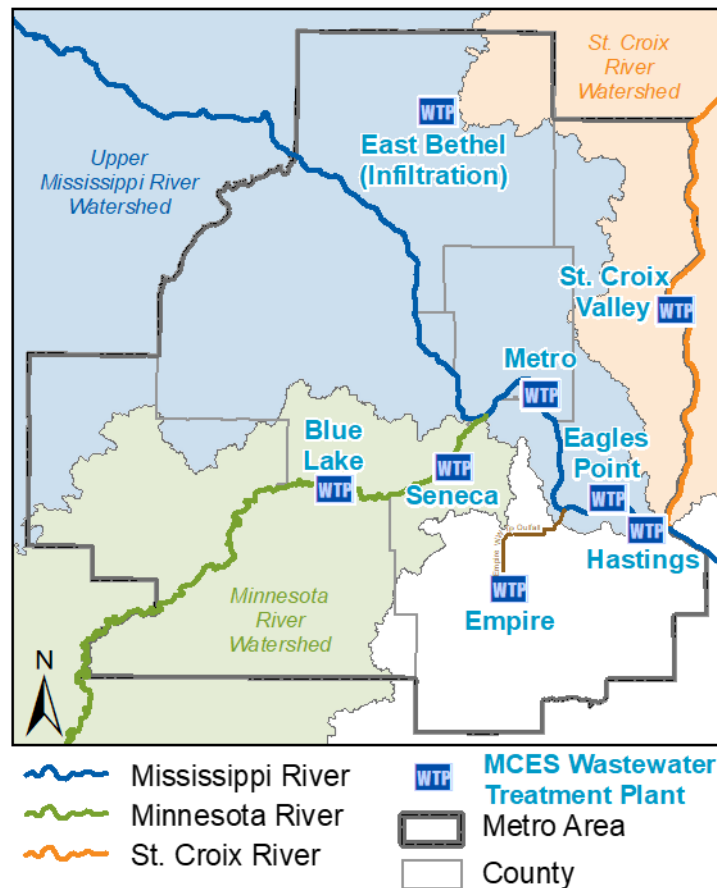 St. Croix
River
Watershed
WTP
East Bethel
(Infiltration)
Upper
Mississippi River
Watershed
St. Croix
Valley
WTP
Metro
WTP
Blue
Lake
WTP
WTP
Seneca
Eagles
Point
WTP
WTP
Hastings
Outfall
Empire
WTP
Empire
Minnesota
River
Watershed
N
Mississippi River
Minnesota River
St. Croix River
WTP
MCES Wastewater
Treatment Plant
Metro Area
County